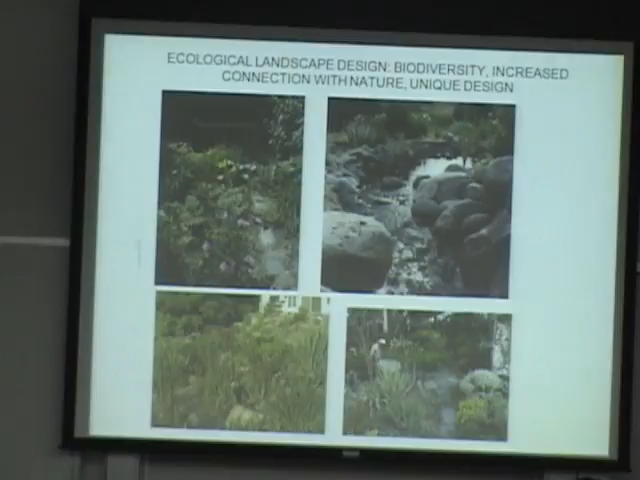 ECOLOGICAL LANDSCAPE DESIGN: BIODIVERSITY, INCREASED
CONNECTION WITH NATURE, UNIQUE DESIGN